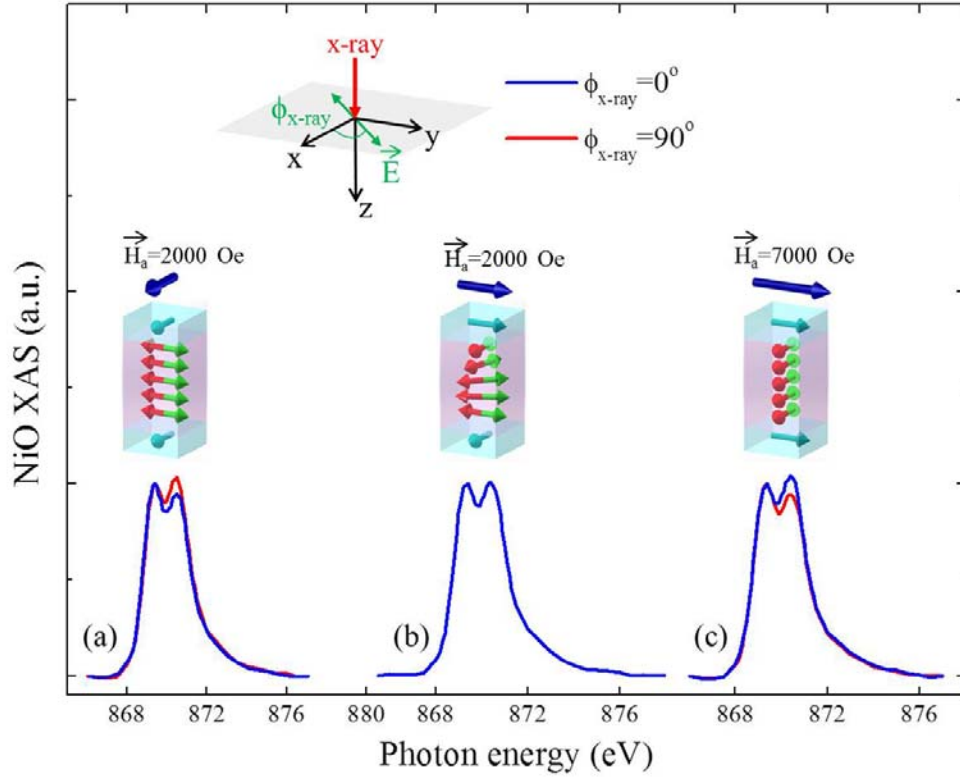 x-ray
ϕx-ray
x
y
z
E
ϕx-ray=0°
ϕx-ray=90°
Ha=2000 Oe
Ha=2000 Oe
Ha=7000 Oe
NiO XAS (a.u.)
(a)
(b)
(c)
868 872 876 880 868 872 876 868 872 876
Photon energy (eV)